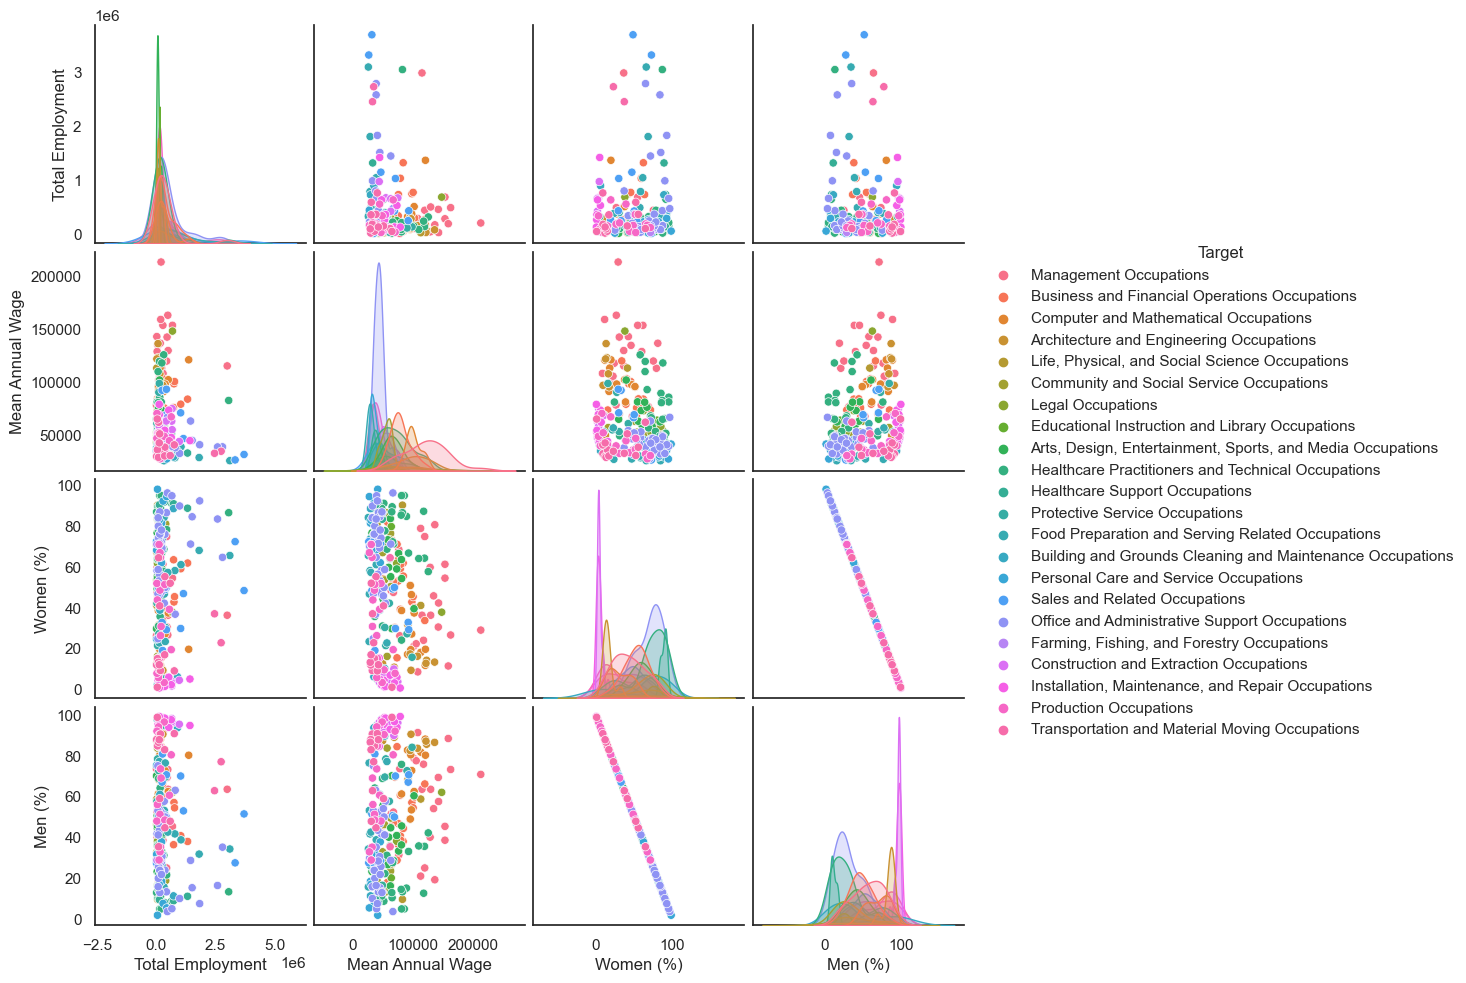 1e6
Total Employment
3
2
1
0
Mean Annual Wage
200000
150000
100000
50000
Women (%)
100
80
60
40
20
0
Men (%)
100
80
60
40
20
0
−2.5 0.0 2.5 5.0
Total Employment 1e6
0 100000 200000
Mean Annual Wage
0 100
Women (%)
0 100
Men (%)
Target
Management Occupations
Business and Financial Operations Occupations
Computer and Mathematical Occupations
Architecture and Engineering Occupations
Life, Physical, and Social Science Occupations
Community and Social Service Occupations
Legal Occupations
Educational Instruction and Library Occupations
Arts, Design, Entertainment, Sports, and Media Occupations
Healthcare Practitioners and Technical Occupations
Healthcare Support Occupations
Protective Service Occupations
Food Preparation and Serving Related Occupations
Building and Grounds Cleaning and Maintenance Occupations
Personal Care and Service Occupations
Sales and Related Occupations
Office and Administrative Support Occupations
Farming, Fishing, and Forestry Occupations
Construction and Extraction Occupations
Installation, Maintenance, and Repair Occupations
Production Occupations
Transportation and Material Moving Occupations